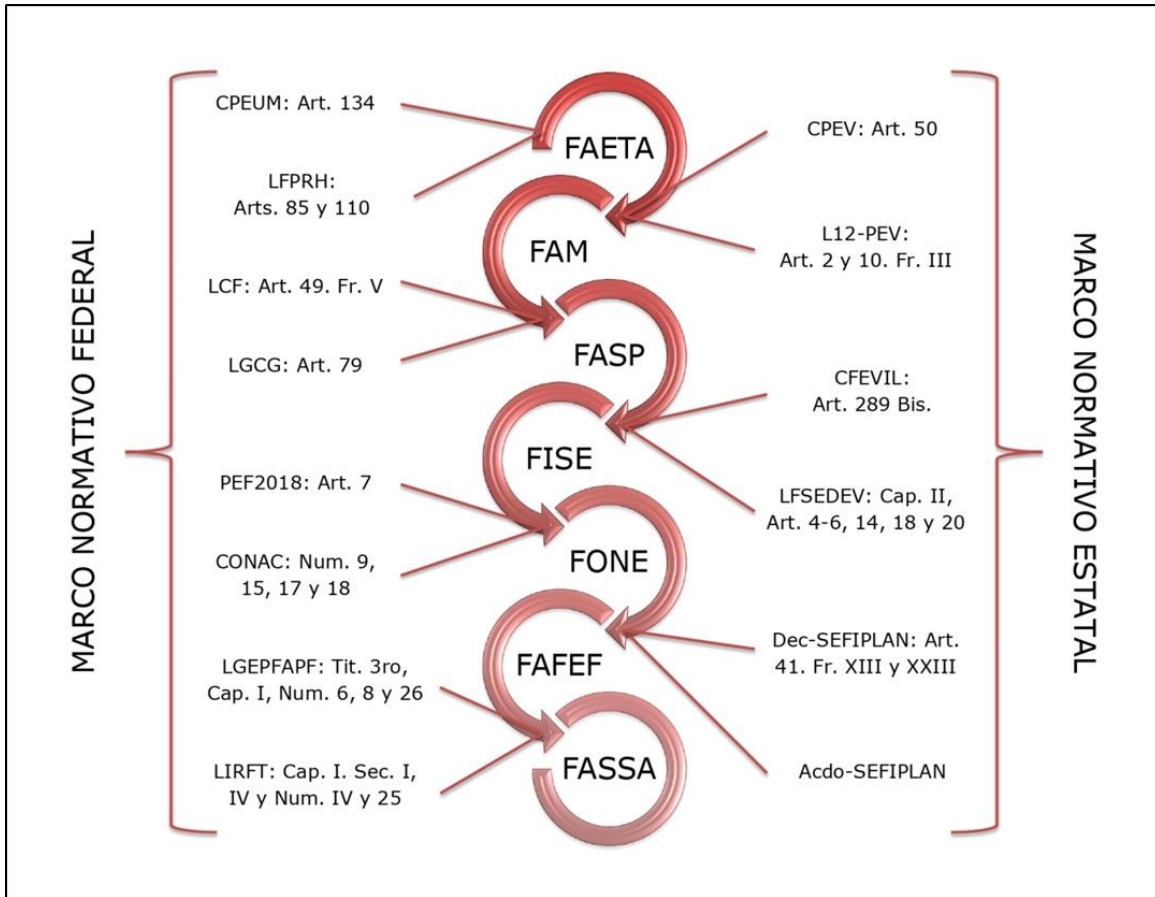 MARCO NORMATIVO FEDERAL
CPEUM: Art. 134
LFPRH:
Arts. 85 y 110
LCF: Art. 49. Fr. V
LGCG: Art. 79
PEF2018: Art. 7
CONAC: Num. 9,
15, 17 y 18
LGEPFAPF: Tit. 3ro,
Cap. I, Num. 6, 8 y 26
LIRFT: Cap. I. Sec. I,
IV y Num. IV y 25
FAETA
FAM
FASP
FISE
FONE
FAFEF
FASSA
CPEV: Art. 50
L12-PEV:
Art. 2 y 10. Fr. III
CFEVIL:
Art. 289 Bis.
LFSEDEV: Cap. II,
Art. 4-6, 14, 18 y 20
Dec-SEFIPLAN: Art.
41. Fr. XIII y XXIII
Acdo-SEFIPLAN
MARCO NORMATIVO ESTATAL